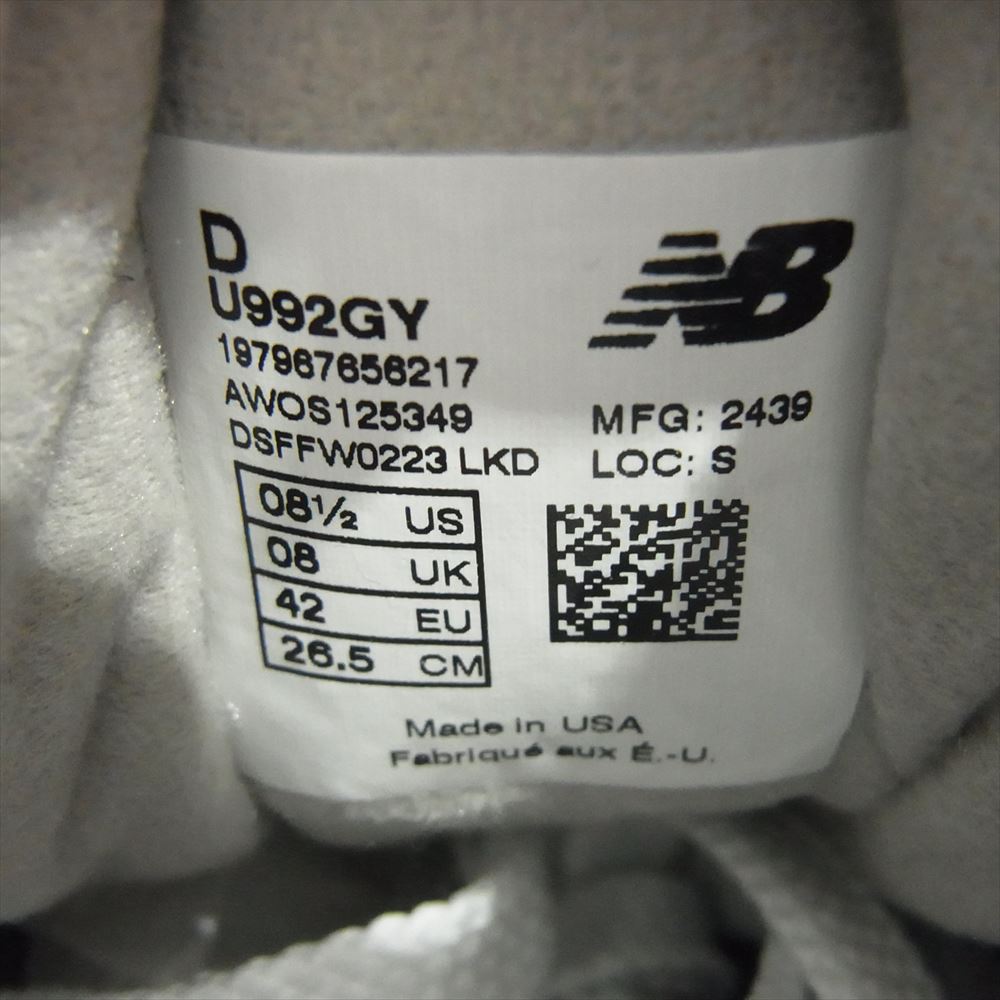 D
U992GY
197967656217
AWOS125349
DSFFW0223 LKD
08½ US
08 UK
42 EU
26.5 CM
NB
MFG: 2439
LOC: S
Made in USA
Fabriqué aux É.-U.